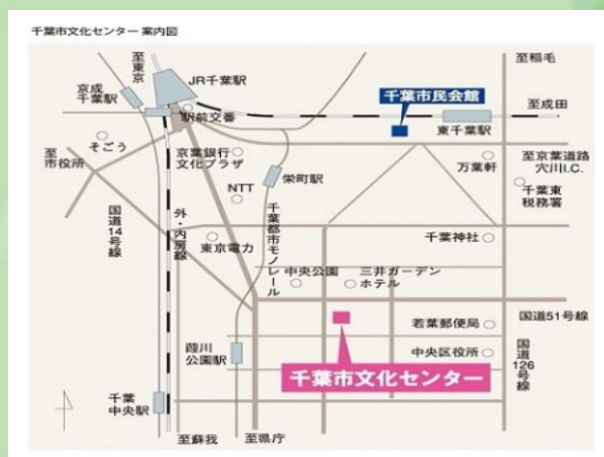 千葉市文化センター 案内図
至東京
JR千葉駅
京成
千葉駅
駅前交番
千葉市民会館
至稲毛
至成田
東千葉駅
そごう
至
市役所
京葉銀行
文化プラザ
NTT
栄町駅
万葉軒
至京葉道路
穴川I.C.
千葉東
税務署
国道14号線
外・内房線
東京電力
千葉都市モノレール
千葉神社
中央公園
三井ガーデン
ホテル
国道51号線
若葉郵便局
中央区役所
国道126号線
葭川
公園駅
千葉市文化センター
千葉
中央駅
至蘇我
至県庁